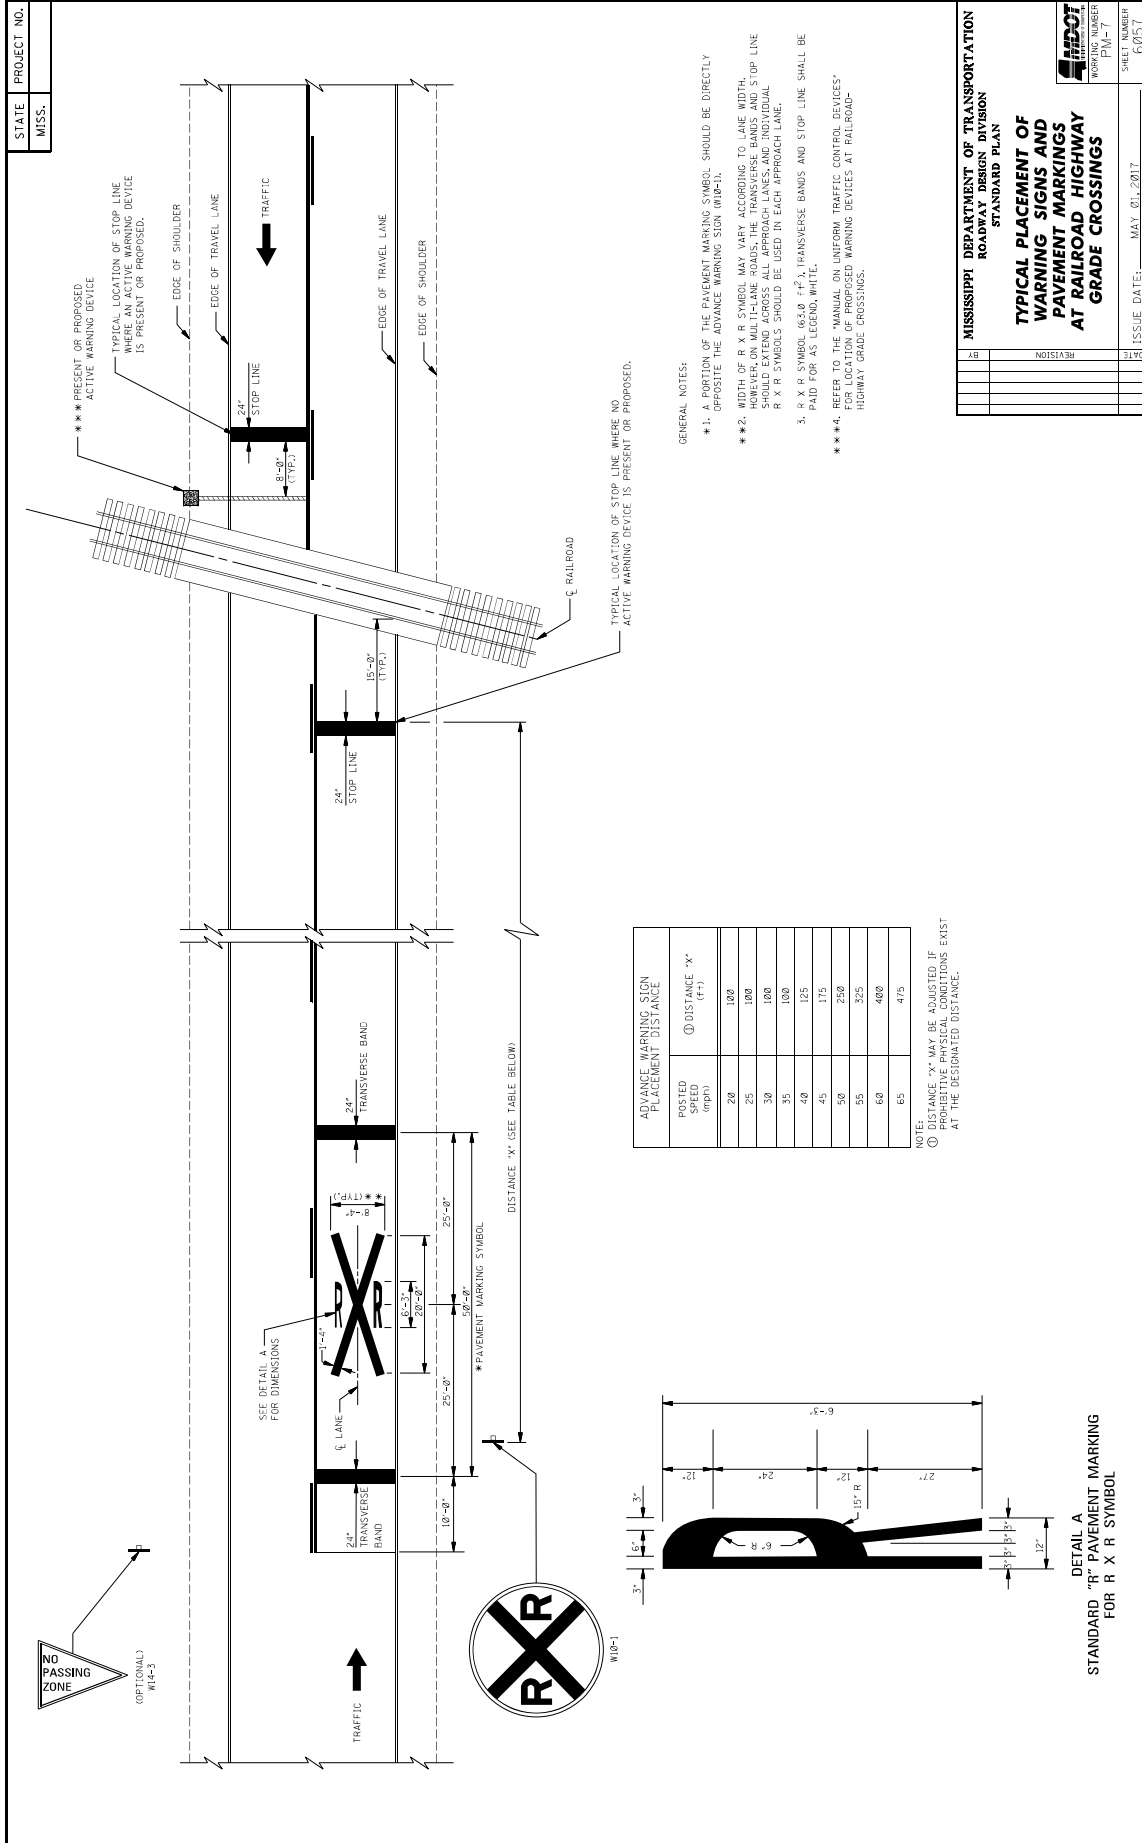 STATE
PROJECT NO.
MISS.
NO
PASSING
ZONE
(OPTIONAL)
W14-3
TRAFFIC
W10-1
24"
TRANSVERSE
BAND
10'-0"
℄ LANE
SEE DETAIL A
FOR DIMENSIONS
1'-4"
R X R
8'-4"
* * (TYP.)
6'-3"
20'-0"
25'-0"
25'-0"
50'-0"
* PAVEMENT MARKING SYMBOL
24"
TRANSVERSE BAND
DISTANCE "X" (SEE TABLE BELOW)
24"
STOP LINE
15'-0"
(TYP.)
℄ RAILROAD
TYPICAL LOCATION OF STOP LINE WHERE NO
ACTIVE WARNING DEVICE IS PRESENT OR PROPOSED.
* * * PRESENT OR PROPOSED
ACTIVE WARNING DEVICE
TYPICAL LOCATION OF STOP LINE
WHERE AN ACTIVE WARNING DEVICE
IS PRESENT OR PROPOSED.
8'-0"
(TYP.)
24"
STOP LINE
EDGE OF SHOULDER
EDGE OF TRAVEL LANE
TRAFFIC
EDGE OF TRAVEL LANE
EDGE OF SHOULDER
R R
3"
6"
3"
12"
24"
12"
27"
6'-3"
6" R
15" R
3" 3" 3" 3"
12"
DETAIL A
STANDARD "R" PAVEMENT MARKING
FOR R X R SYMBOL
ADVANCE WARNING SIGN
PLACEMENT DISTANCE
POSTED
SPEED
(mph)
① DISTANCE "X"
(ft)
20 100
25 100
30 100
35 100
40 125
45 175
50 250
55 325
60 400
65 475
NOTE:
① DISTANCE "X" MAY BE ADJUSTED IF
PROHIBITIVE PHYSICAL CONDITIONS EXIST
AT THE DESIGNATED DISTANCE.
GENERAL NOTES:
* 1. A PORTION OF THE PAVEMENT MARKING SYMBOL SHOULD BE DIRECTLY
OPPOSITE THE ADVANCE WARNING SIGN (W10-1).
* * 2. WIDTH OF R X R SYMBOL MAY VARY ACCORDING TO LANE WIDTH.
HOWEVER, ON MULTI-LANE ROADS, THE TRANSVERSE BANDS AND STOP LINE
SHOULD EXTEND ACROSS ALL APPROACH LANES, AND INDIVIDUAL
R X R SYMBOLS SHOULD BE USED IN EACH APPROACH LANE.
3. R X R SYMBOL (63.0 ft²), TRANSVERSE BANDS AND STOP LINE SHALL BE
PAID FOR AS LEGEND, WHITE.
* * * 4. REFER TO THE "MANUAL ON UNIFORM TRAFFIC CONTROL DEVICES"
FOR LOCATION OF PROPOSED WARNING DEVICES AT RAILROAD-
HIGHWAY GRADE CROSSINGS.
BY
REVISION
DATE
MISSISSIPPI DEPARTMENT OF TRANSPORTATION
ROADWAY DESIGN DIVISION
STANDARD PLAN
TYPICAL PLACEMENT OF
WARNING SIGNS AND
PAVEMENT MARKINGS
AT RAILROAD HIGHWAY
GRADE CROSSINGS
ISSUE DATE: MAY 01, 2017
MDOT
WORKING NUMBER
PM-7
SHEET NUMBER
6057